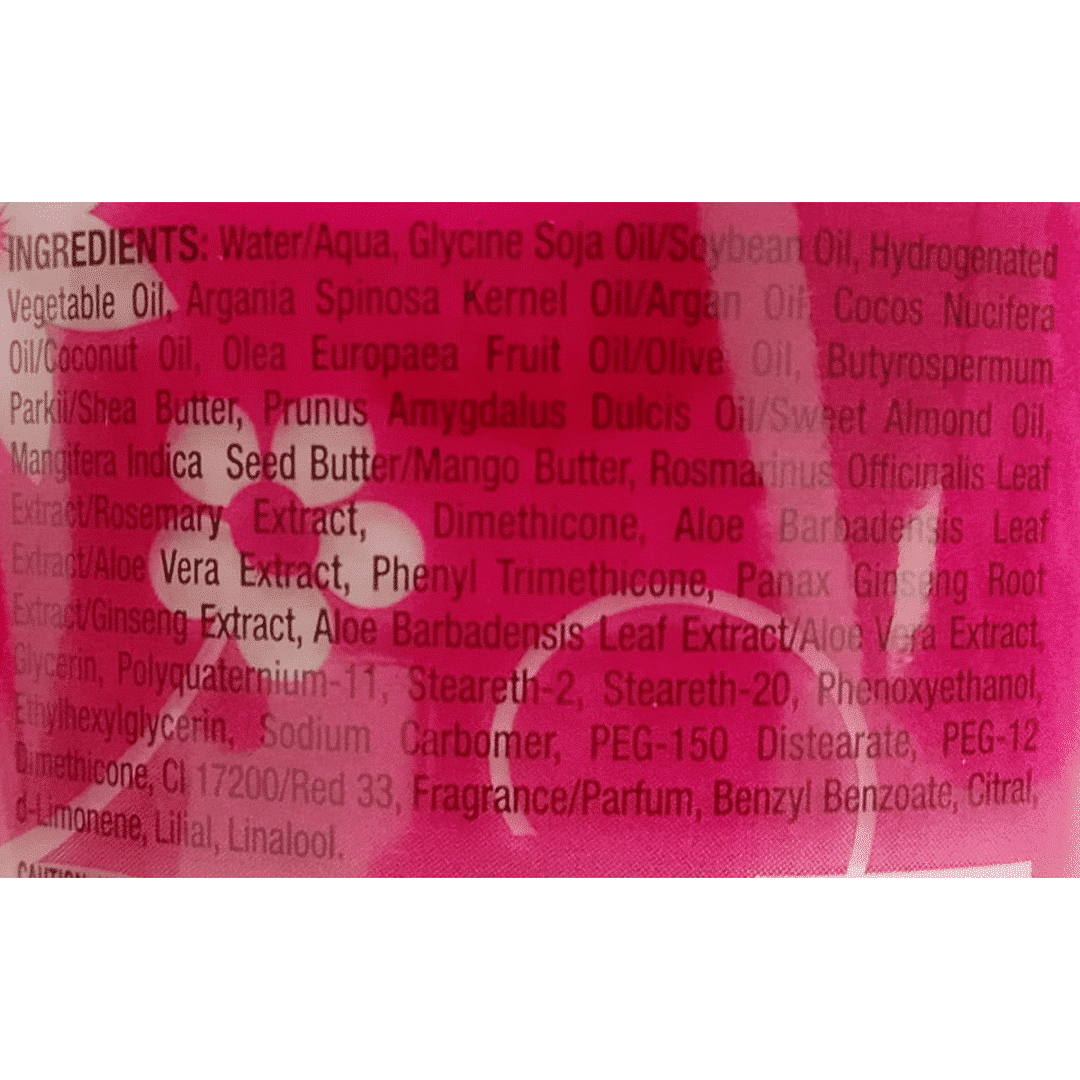 INGREDIENTS: Water/Aqua, Glycine Soja Oil/Soybean Oil, Hydrogenated
Vegetable Oil, Argania Spinosa Kernel Oil/Argan Oil, Cocos Nucifera
Oil/Coconut Oil, Olea Europaea Fruit Oil/Olive Oil, Butyrospermum
Parkii/Shea Butter, Prunus Amygdalus Dulcis Oil/Sweet Almond Oil,
Mangifera Indica Seed Butter/Mango Butter, Rosmarinus Officinalis Leaf
Extract/Rosemary Extract, Dimethicone, Aloe Barbadensis Leaf
Extract/Aloe Vera Extract, Phenyl Trimethicone, Panax Ginseng Root
Extract/Ginseng Extract, Aloe Barbadensis Leaf Extract/Aloe Vera Extract,
Glycerin, Polyquaternium-11, Steareth-2, Steareth-20, Phenoxyethanol,
Ethylhexylglycerin, Sodium Carbomer, PEG-150 Distearate, PEG-12
Dimethicone, CI 17200/Red 33, Fragrance/Parfum, Benzyl Benzoate, Citral,
d-Limonene, Lilial, Linalool.